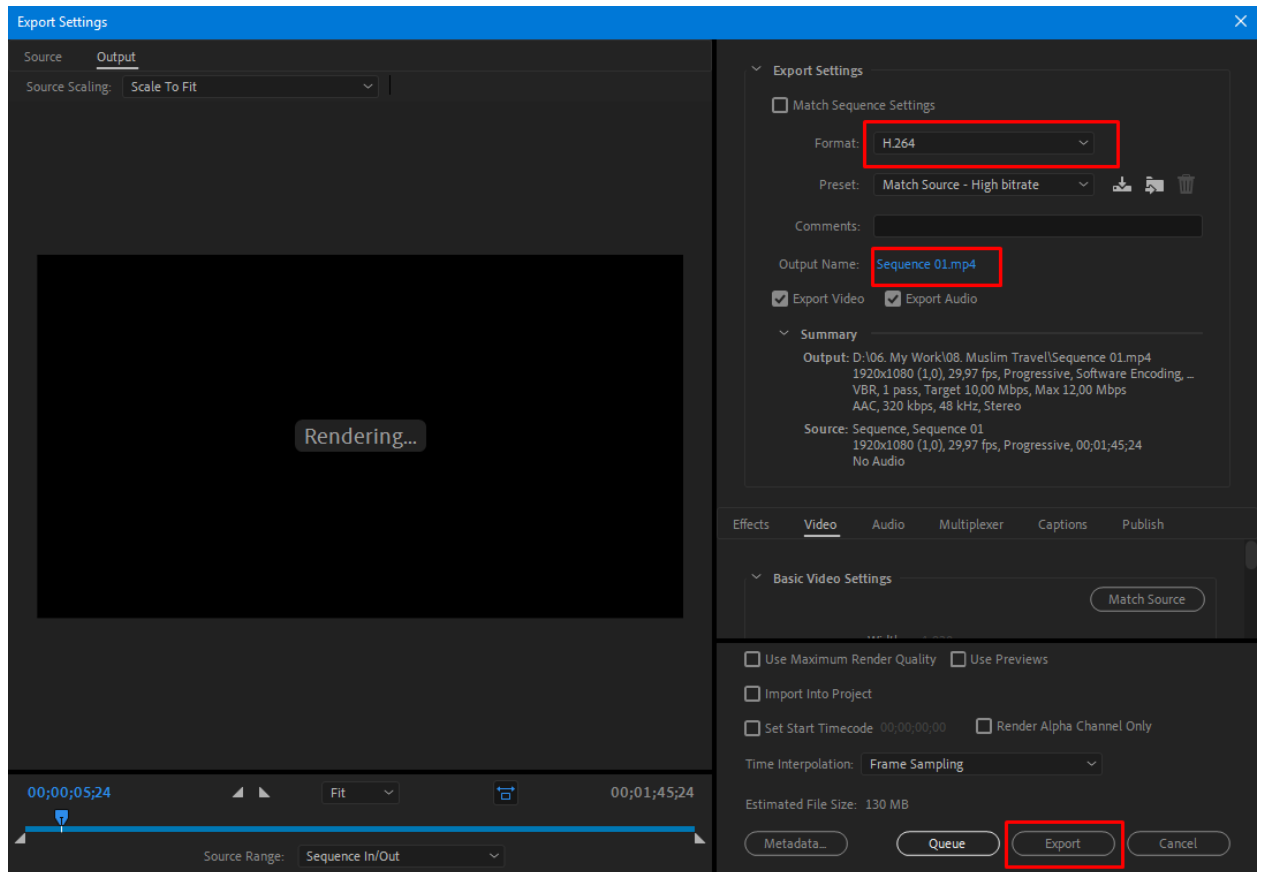 Export Settings
Source Output
Source Scaling: Scale To Fit
Rendering...
00;00;05;24 Fit 00;01;45;24
Source Range: Sequence In/Out
Export Settings
Match Sequence Settings
Format: H.264
Preset: Match Source - High bitrate
Comments:
Output Name: Sequence 01.mp4
Export Video Export Audio
Summary
Output: D:\06. My Work\08. Muslim Travel\Sequence 01.mp4
1920x1080 (1,0), 29,97 fps, Progressive, Software Encoding, ...
VBR, 1 pass, Target 10,00 Mbps, Max 12,00 Mbps
AAC, 320 kbps, 48 kHz, Stereo
Source: Sequence, Sequence 01
1920x1080 (1,0), 29,97 fps, Progressive, 00;01;45;24
No Audio
Effects Video Audio Multiplexer Captions Publish
Basic Video Settings
Match Source
Use Maximum Render Quality Use Previews
Import Into Project
Set Start Timecode 00;00;00;00 Render Alpha Channel Only
Time Interpolation: Frame Sampling
Estimated File Size: 130 MB
Metadata... Queue Export Cancel